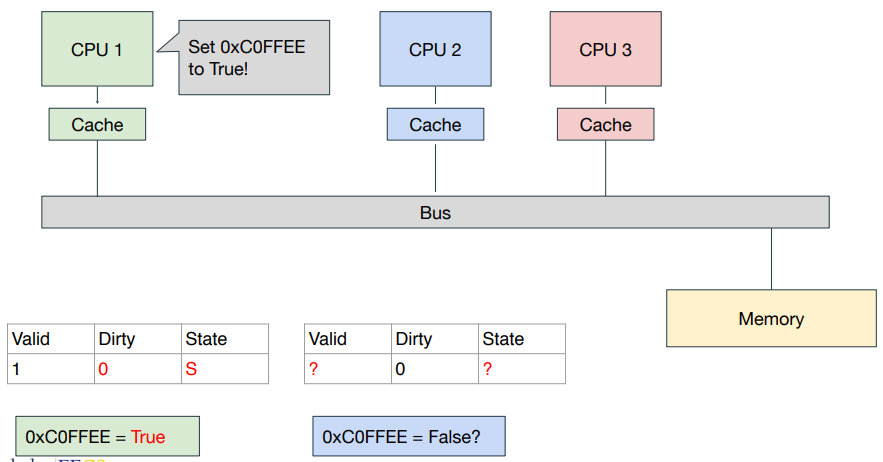 CPU 1
Set 0xC0FFEE
to True!
CPU 2
CPU 3
Cache
Cache
Cache
Bus
Memory
Valid Dirty State
1 0 S
Valid Dirty State
? 0 ?
0xC0FFEE = True
0xC0FFEE = False?